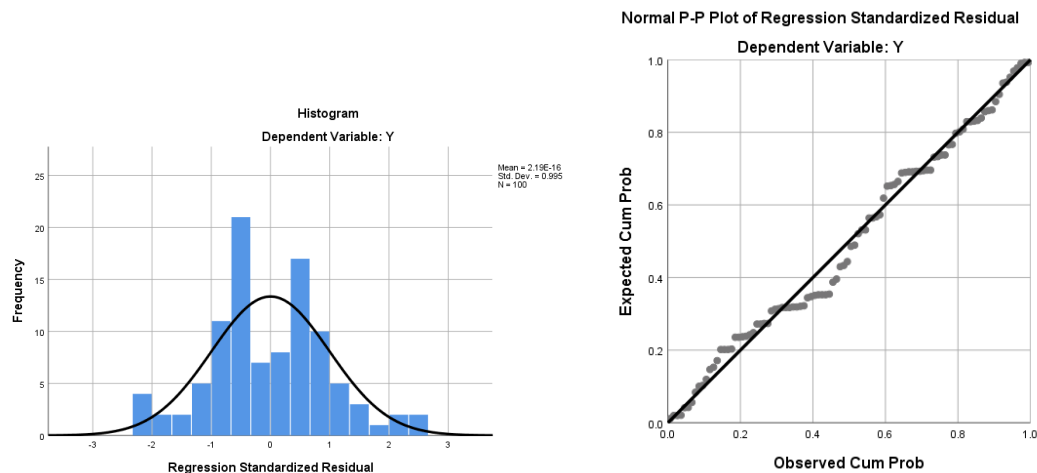 Histogram
Dependent Variable: Y
Mean = 2.19E-16
Std. Dev. = 0.995
N = 100
Frequency
25
20
15
10
5
0
-3 -2 -1 0 1 2 3
Regression Standardized Residual
Normal P-P Plot of Regression Standardized Residual
Dependent Variable: Y
Expected Cum Prob
1.0
0.8
0.6
0.4
0.2
0.0
0.0 0.2 0.4 0.6 0.8 1.0
Observed Cum Prob